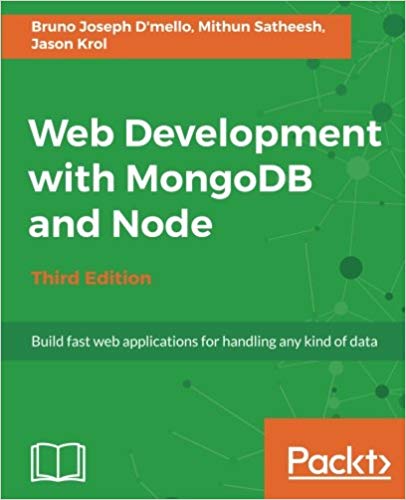 Bruno Joseph D'mello, Mithun Satheesh,
Jason Krol
Web Development
with MongoDB
and Node
Third Edition
Build fast web applications for handling any kind of data
Packt>